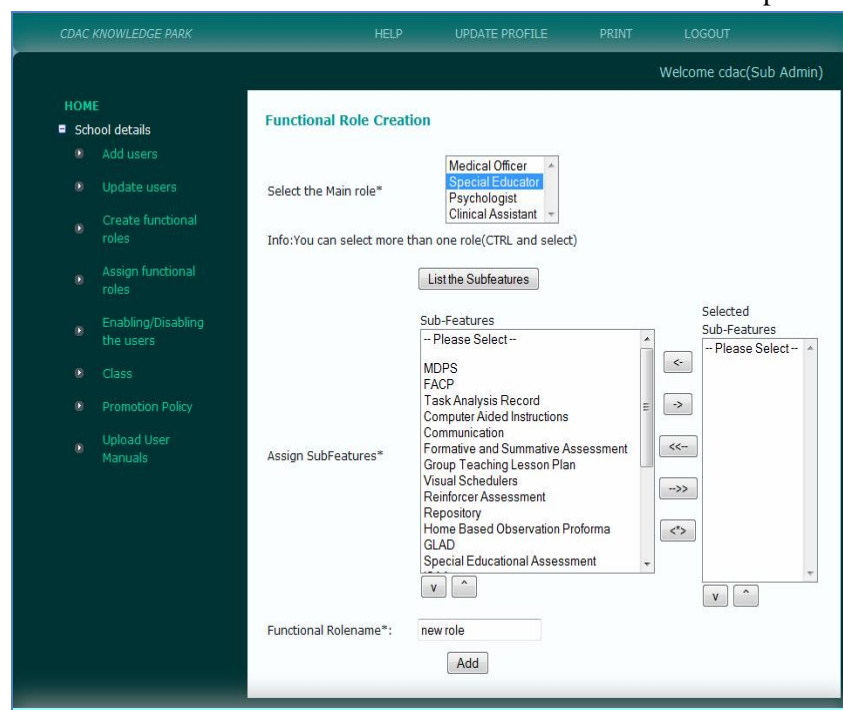 CDAC KNOWLEDGE PARK HELP UPDATE PROFILE PRINT LOGOUT
Welcome cdac(Sub Admin)
HOME
School details
Add users
Update users
Create functional
roles
Assign functional
roles
Enabling/Disabling
the users
Class
Promotion Policy
Upload User
Manuals
Functional Role Creation
Select the Main role*
Medical Officer
Special Educator
Psychologist
Clinical Assistant
Info:You can select more than one role(CTRL and select)
List the Subfeatures
Assign SubFeatures*
Sub-Features
-- Please Select --
MDPS
FACP
Task Analysis Record
Computer Aided Instructions
Communication
Formative and Summative Assessment
Group Teaching Lesson Plan
Visual Schedulers
Reinforcer Assessment
Repository
Home Based Observation Proforma
GLAD
Special Educational Assessment
v ^
<-
->
<<--
-->>
<*>
Selected
Sub-Features
-- Please Select --
v ^
Functional Rolename*: new role
Add